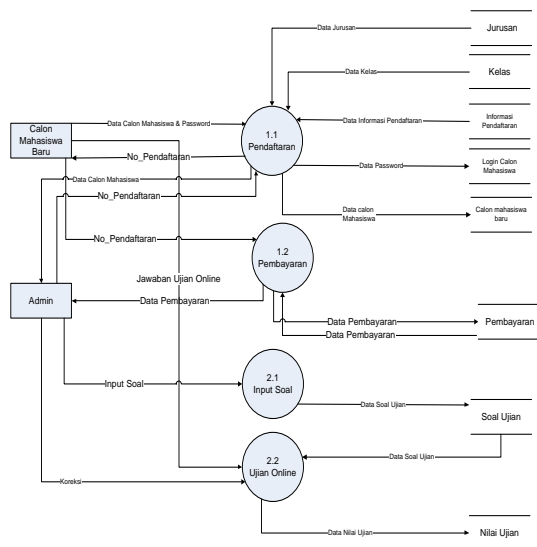 Data Jurusan
Jurusan
Data Kelas
Kelas
Calon
Mahasiswa
Baru
Data Calon Mahasiswa & Password
1.1
Pendaftaran
Data Informasi Pendaftaran
Informasi
Pendaftaran
No_Pendaftaran
Data Password
Login Calon
Mahasiswa
Data Calon Mahasiswa
No_Pendaftaran
Data calon
Mahasiswa
Calon mahasiswa
baru
No_Pendaftaran
1.2
Pembayaran
Jawaban Ujian Online
Admin
Data Pembayaran
Data Pembayaran
Data Pembayaran
Pembayaran
Input Soal
2.1
Input Soal
Data Soal Ujian
Soal Ujian
2.2
Ujian Online
Data Soal Ujian
Koreksi
Data Nilai Ujian
Nilai Ujian